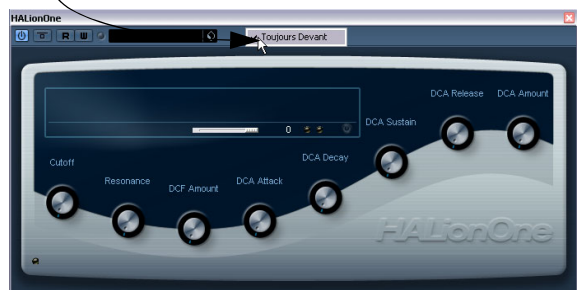 HALionOne
R W
Toujours Devant
0
DCA Release
DCA Amount
DCA Sustain
DCA Decay
Cutoff
Resonance
DCF Amount
DCA Attack
HALionOne